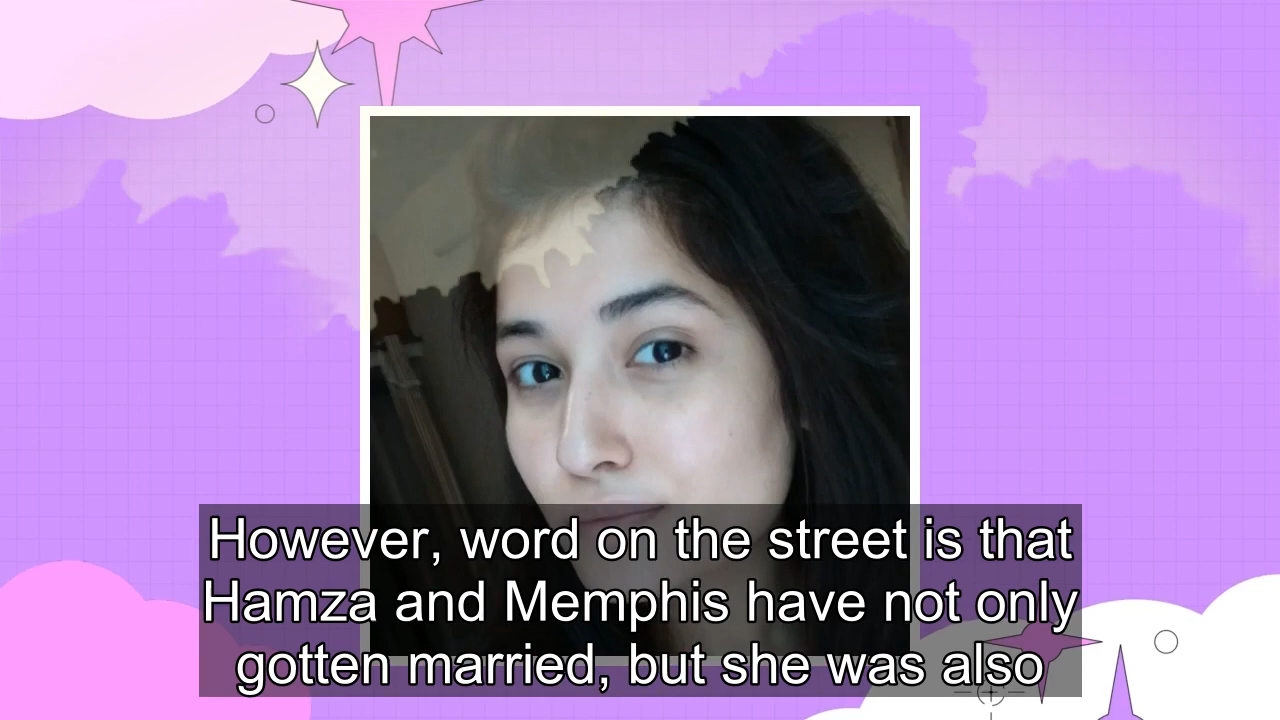 However, word on the street is that
Hamza and Memphis have not only
gotten married, but she was also